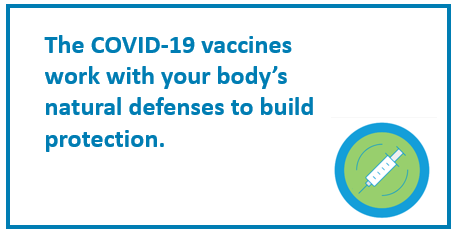 The COVID-19 vaccines
work with your body’s
natural defenses to build
protection.